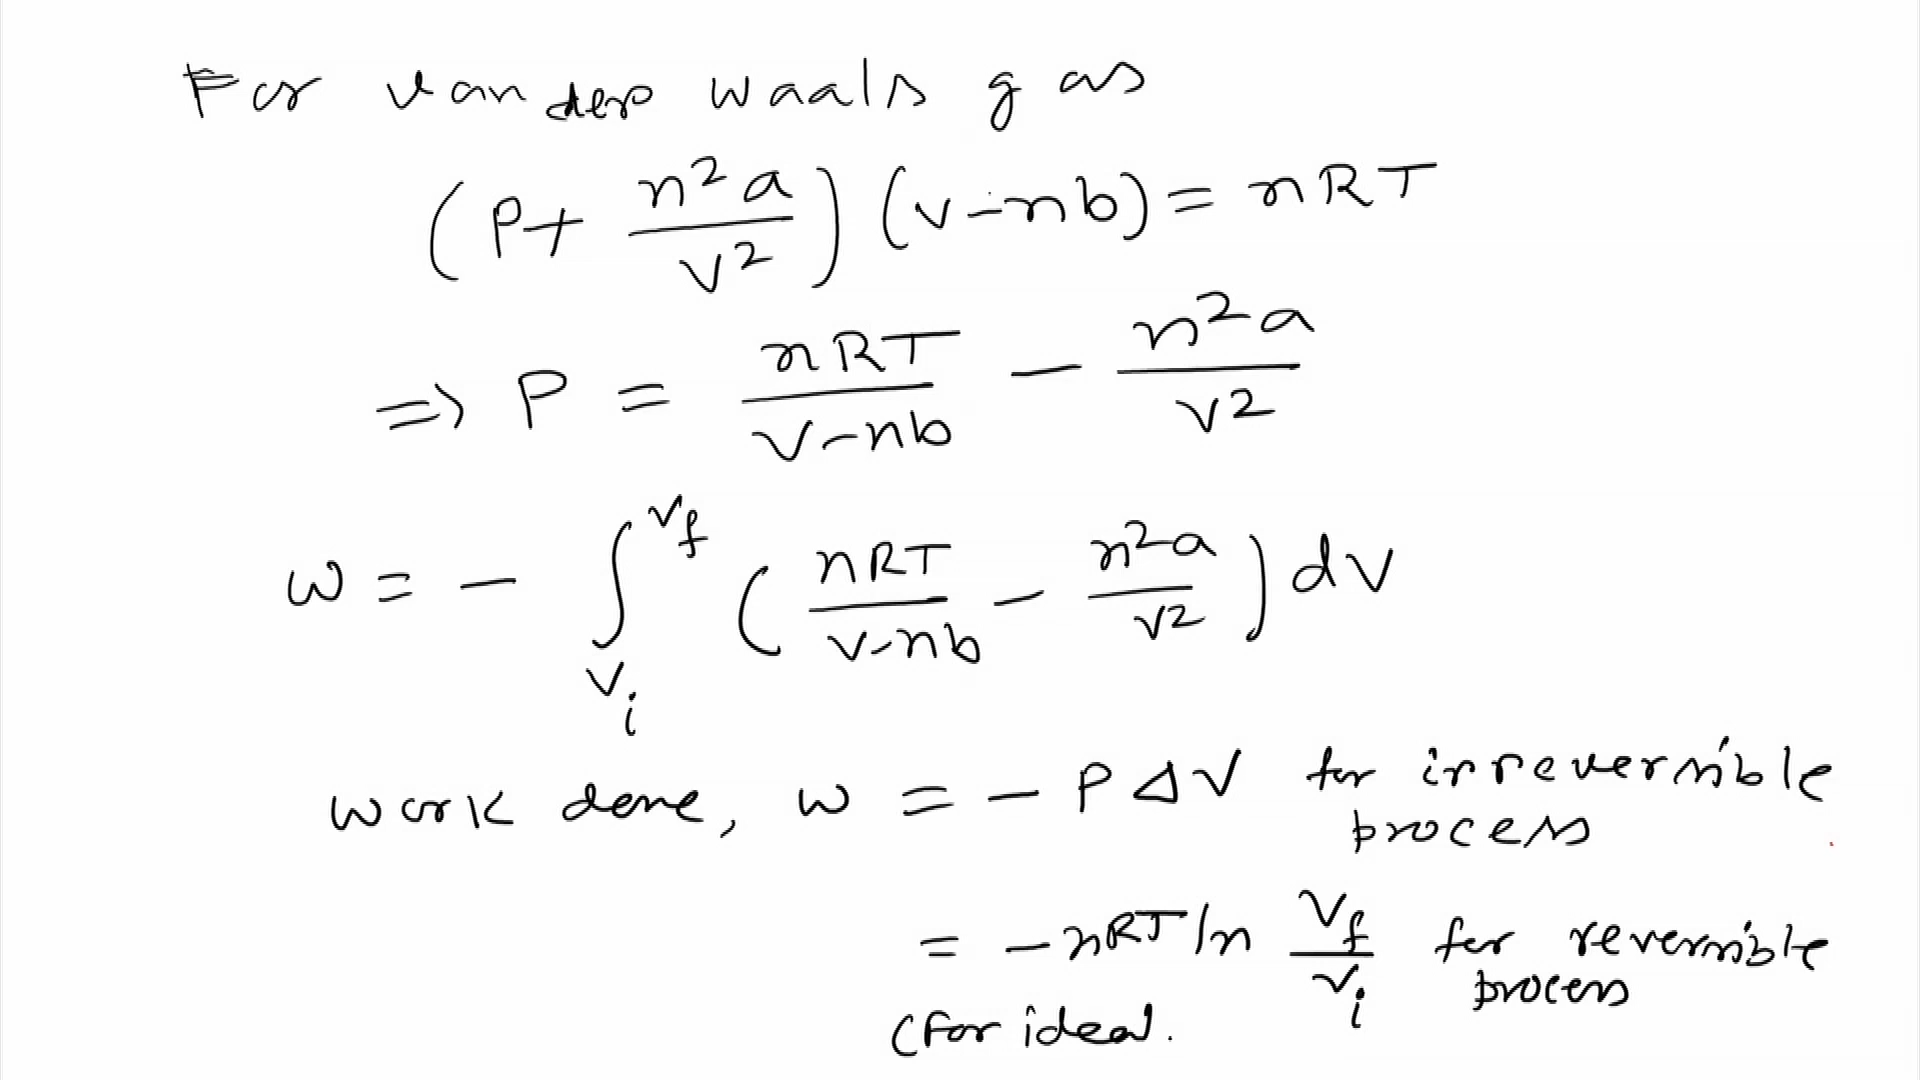 For van der waals gas
(P + n²a/V²) (V-nb) = nRT
=> P = nRT/V-nb - n²a/V²
w = - ∫Vi^Vf (nRT/V-nb - n²a/V²) dV
work done, w = - PΔV for irreversible
process
= -nRT ln Vf/Vi for reversible
process
(For ideal.